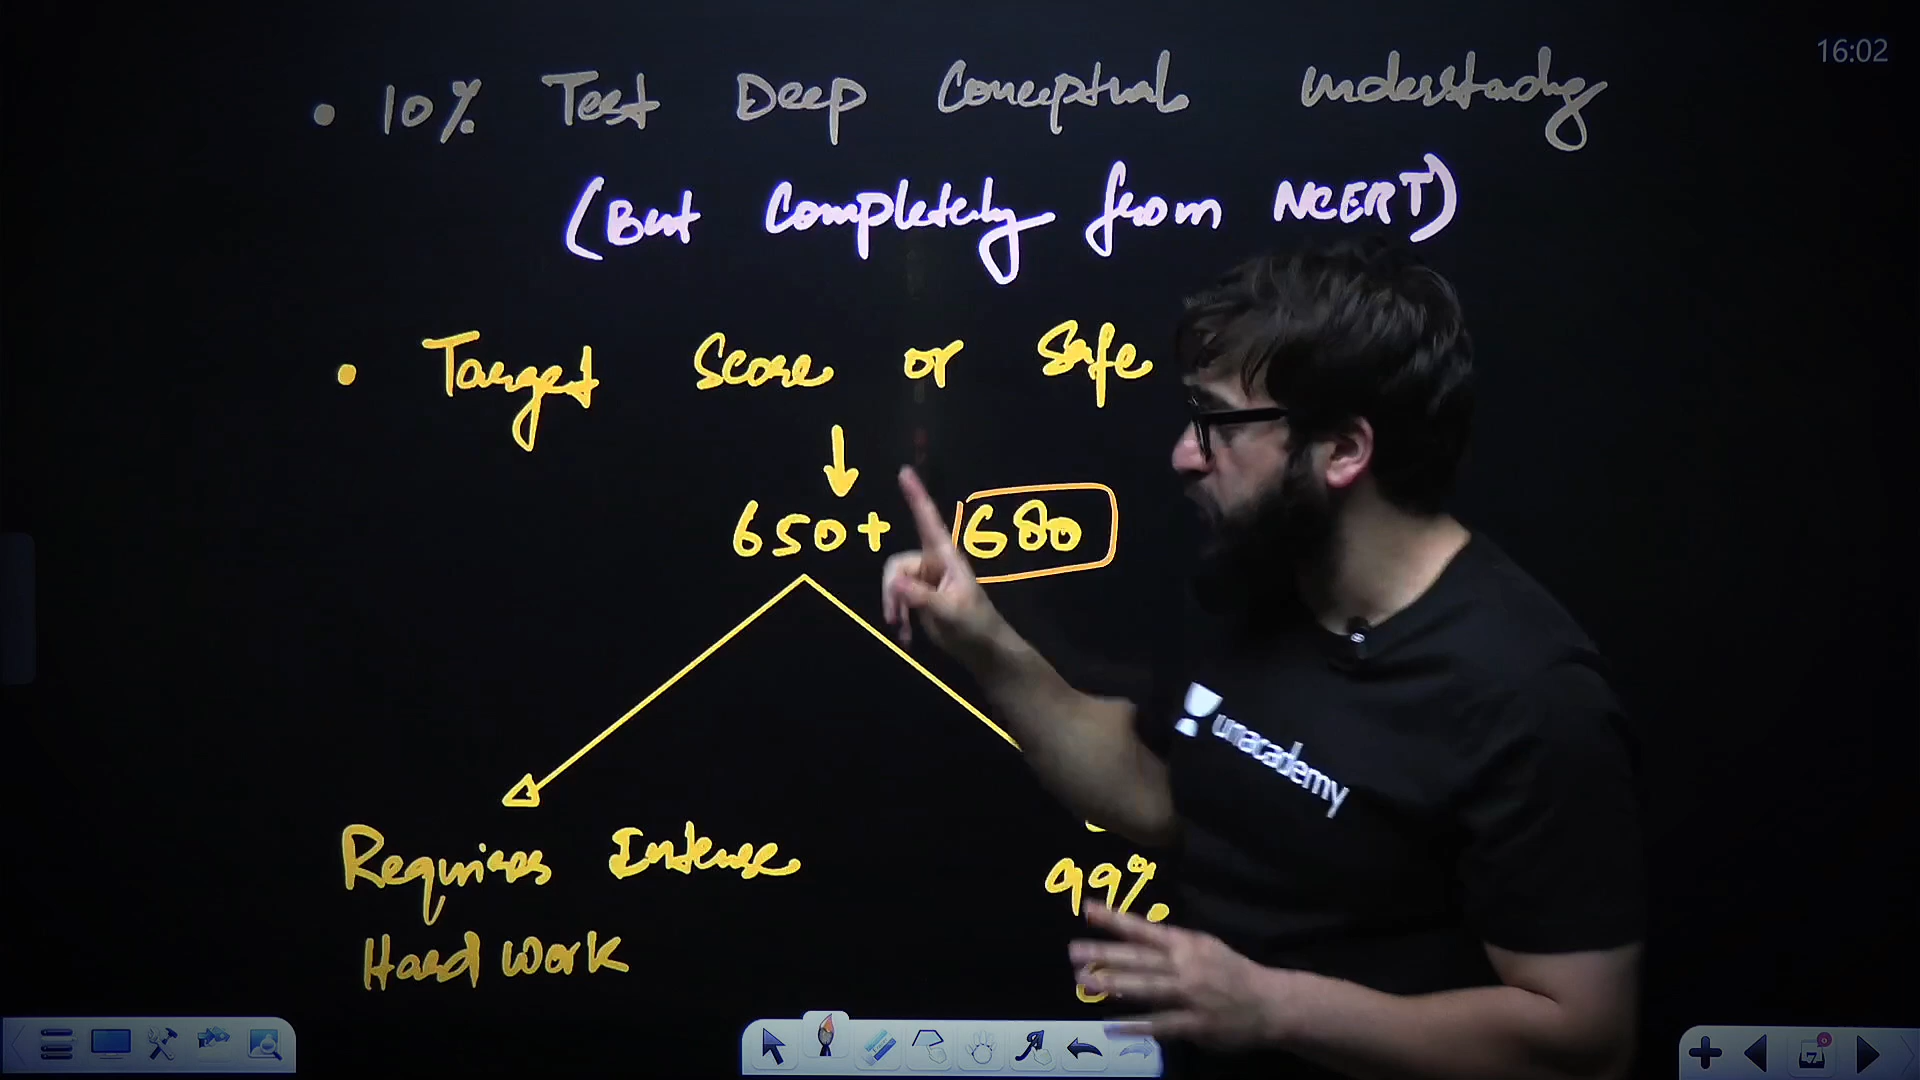 16:02
• 10% Test Deep Conceptual understanding
(But Completely from NCERT)
• Target Score or Safe
650+ 680
unacademy
99%
Requires Intense
Hard Work